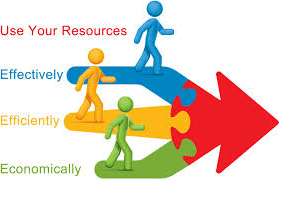 Use Your Resources
Effectively
Efficiently
Economically